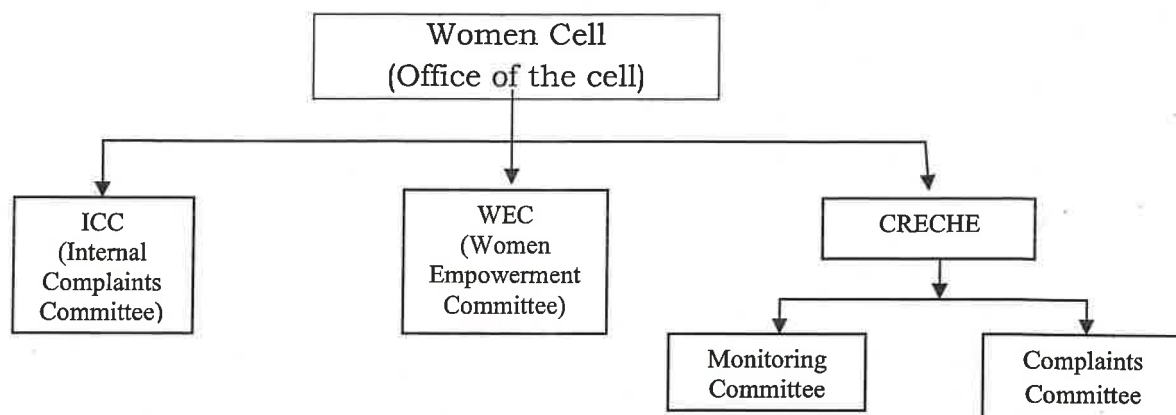 Women Cell
(Office of the cell)
ICC
(Internal
Complaints
Committee)
WEC
(Women
Empowerment
Committee)
CRECHE
Monitoring
Committee
Complaints
Committee